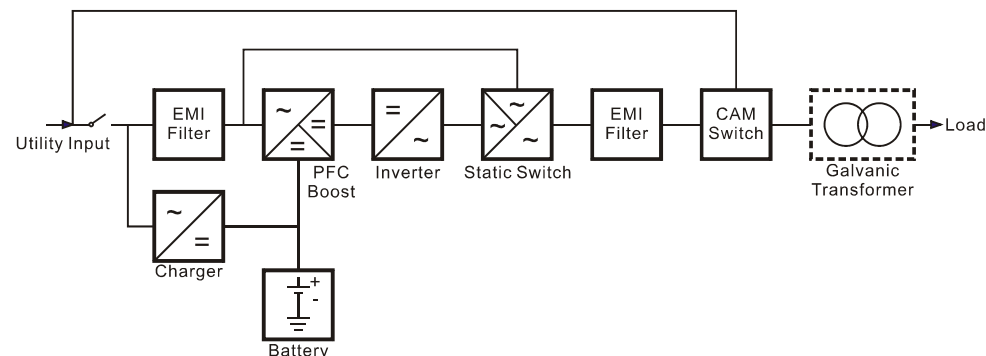 Utility Input
EMI
Filter
~
=
=
PFC
Boost
=
~
Inverter
~
~
~
Static Switch
EMI
Filter
CAM
Switch
Galvanic
Transformer
Load
~
=
Charger
+
-
Battery